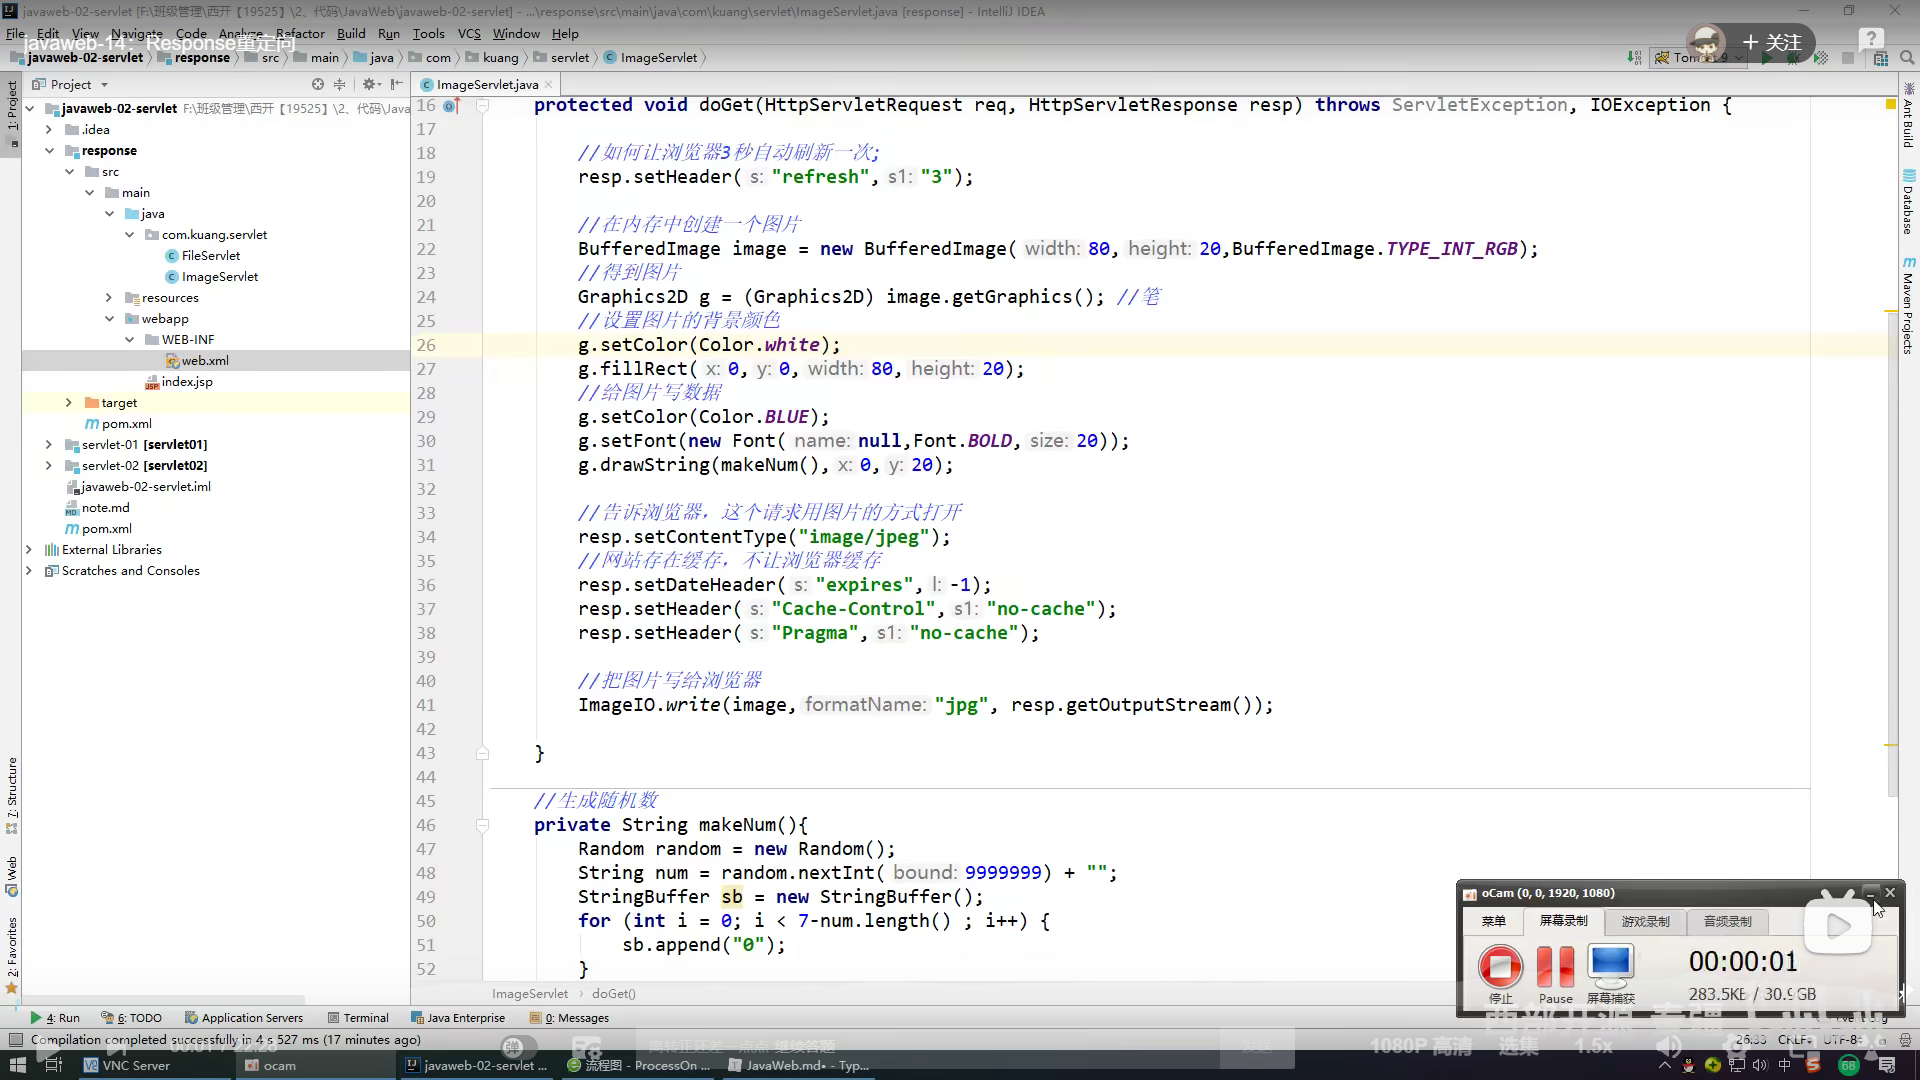 javaweb-02-servlet [F:\班级管理\西开【19525】\2、代码\JavaWeb\javaweb-02-servlet] - ...\response\src\main\java\com\kuang\servlet\ImageServlet.java [response] - IntelliJ IDEA
File Edit View Navigate Code Analyze Refactor Build Run Tools VCS Window Help
javaweb-14：Response重定向
+ 关注
javaweb-02-servlet response src main java com kuang servlet ImageServlet
Project
ImageServlet.java
1: Project
javaweb-02-servlet F:\班级管理\西开【19525】\2、代码\Java
.idea
response
src
main
java
com.kuang.servlet
FileServlet
ImageServlet
resources
webapp
WEB-INF
web.xml
index.jsp
target
pom.xml
servlet-01 [servlet01]
servlet-02 [servlet02]
javaweb-02-servlet.iml
note.md
pom.xml
External Libraries
Scratches and Consoles
7: Structure
Web
2: Favorites
16 protected void doGet(HttpServletRequest req, HttpServletResponse resp) throws ServletException, IOException {
17
18 //如何让浏览器3秒自动刷新一次;
19 resp.setHeader( s: "refresh", s1: "3");
20
21 //在内存中创建一个图片
22 BufferedImage image = new BufferedImage( width: 80, height: 20,BufferedImage.TYPE_INT_RGB);
23 //得到图片
24 Graphics2D g = (Graphics2D) image.getGraphics(); //笔
25 //设置图片的背景颜色
26 g.setColor(Color.white);
27 g.fillRect( x: 0, y: 0, width: 80, height: 20);
28 //给图片写数据
29 g.setColor(Color.BLUE);
30 g.setFont(new Font( name: null,Font.BOLD, size: 20));
31 g.drawString(makeNum(), x: 0, y: 20);
32
33 //告诉浏览器，这个请求用图片的方式打开
34 resp.setContentType("image/jpeg");
35 //网站存在缓存，不让浏览器缓存
36 resp.setDateHeader( s: "expires", l: -1);
37 resp.setHeader( s: "Cache-Control", s1: "no-cache");
38 resp.setHeader( s: "Pragma", s1: "no-cache");
39
40 //把图片写给浏览器
41 ImageIO.write(image, formatName: "jpg", resp.getOutputStream());
42
43 }
44
45 //生成随机数
46 private String makeNum(){
47 Random random = new Random();
48 String num = random.nextInt( bound: 9999999) + "";
49 StringBuffer sb = new StringBuffer();
50 for (int i = 0; i < 7-num.length() ; i++) {
51 sb.append("0");
52 }
ImageServlet doGet()
Ant Build
Database
Maven Projects
oCam (0, 0, 1920, 1080)
菜单 屏幕录制 游戏录制 音频录制
00:00:01
283.5KB / 30.9GB
停止 Pause 屏幕捕获
4: Run 6: TODO Application Servers Terminal Java Enterprise 0: Messages
Compilation completed successfully in 4 s 527 ms (17 minutes ago)
弹
继续答题
1080P 高清 选集 1.5x
26:33 CRLF UTF-8
VNC Server ocam javaweb-02-servlet ... 流程图 - ProcessOn ... JavaWeb.md• - Typ...
中 68